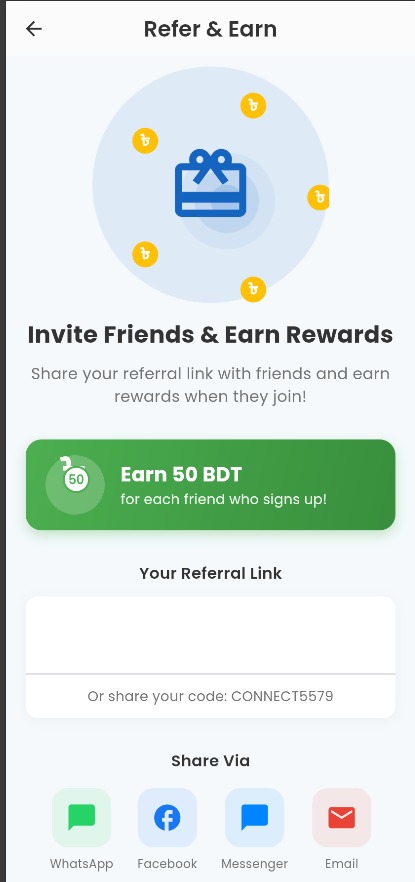 Refer & Earn
৳
৳
৳
৳
৳
Invite Friends & Earn Rewards
Share your referral link with friends and earn
rewards when they join!
50
Earn 50 BDT
for each friend who signs up!
Your Referral Link
Or share your code: CONNECT5579
Share Via
WhatsApp
Facebook
Messenger
Email